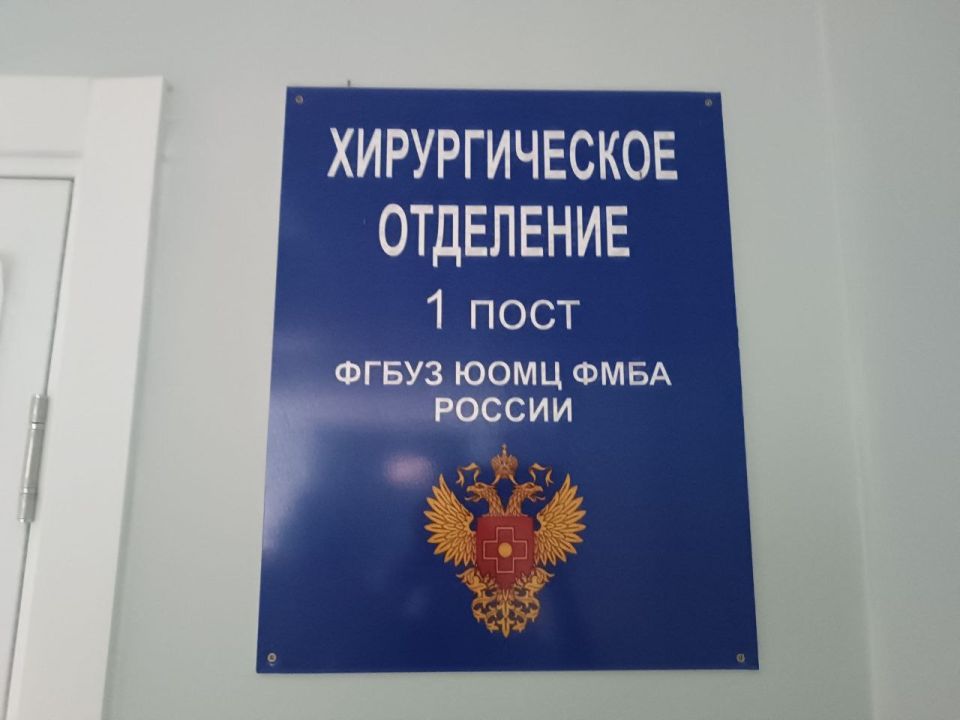 ХИРУРГИЧЕСКОЕ
ОТДЕЛЕНИЕ
1 ПОСТ
ФГБУЗ ЮОМЦ ФМБА
РОССИИ